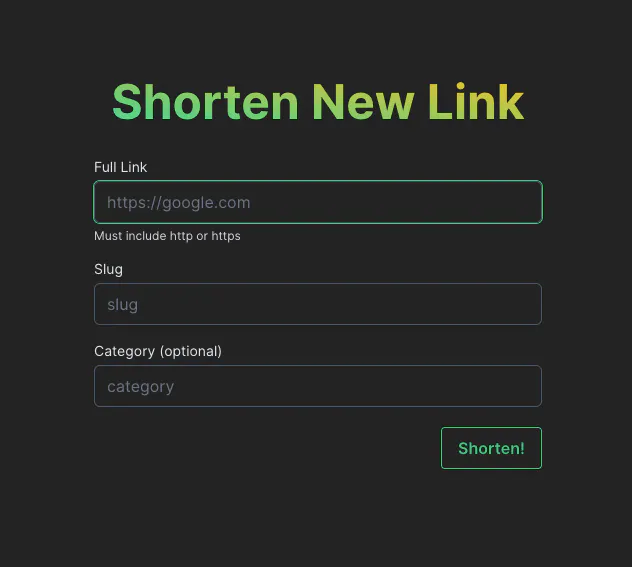 Shorten New Link
Full Link
https://google.com
Must include http or https
Slug
slug
Category (optional)
category
Shorten!